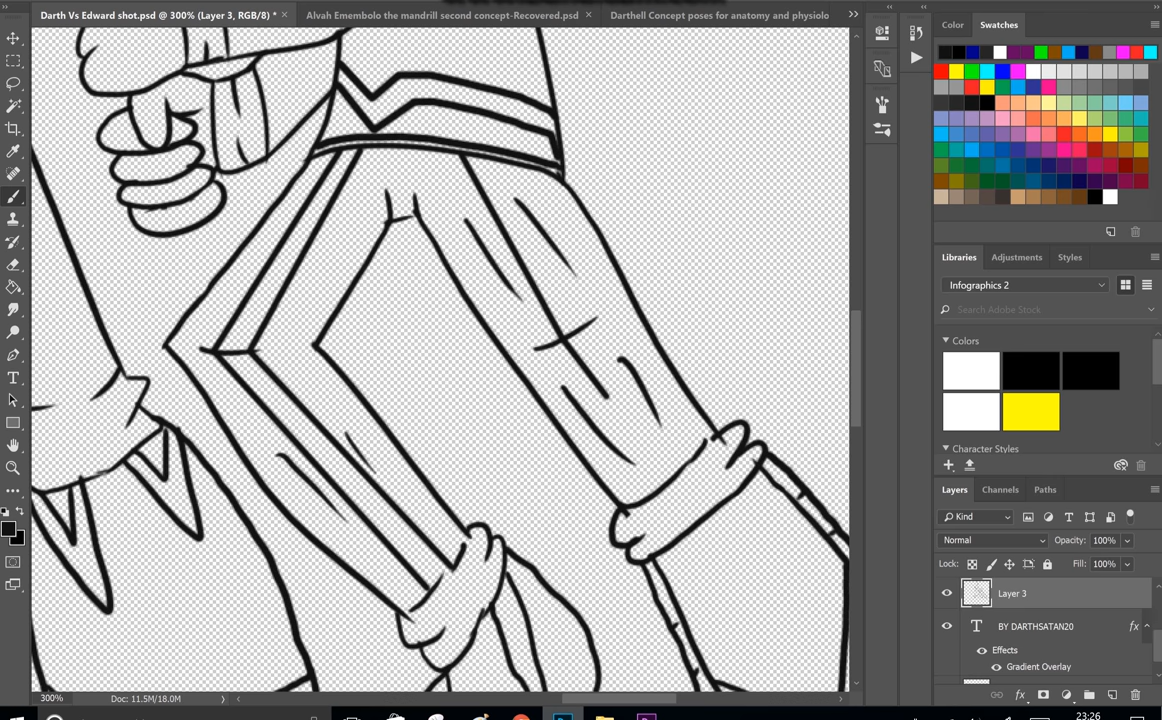 Darth Vs Edward shot.psd @ 300% (Layer 3, RGB/8) * ×
Alvah Emembolo the mandrill second concept-Recovered.psd ×
Darthell Concept poses for anatomy and physiolo
Color
Swatches
Libraries
Adjustments
Styles
Infographics 2
Search Adobe Stock
Colors
Character Styles
Layers
Channels
Paths
Kind
Normal
Opacity: 100%
Lock:
Fill: 100%
Layer 3
BY DARTHSATAN20
fx
Effects
Gradient Overlay
300%
Doc: 11.5M/18.0M
fx
23:26